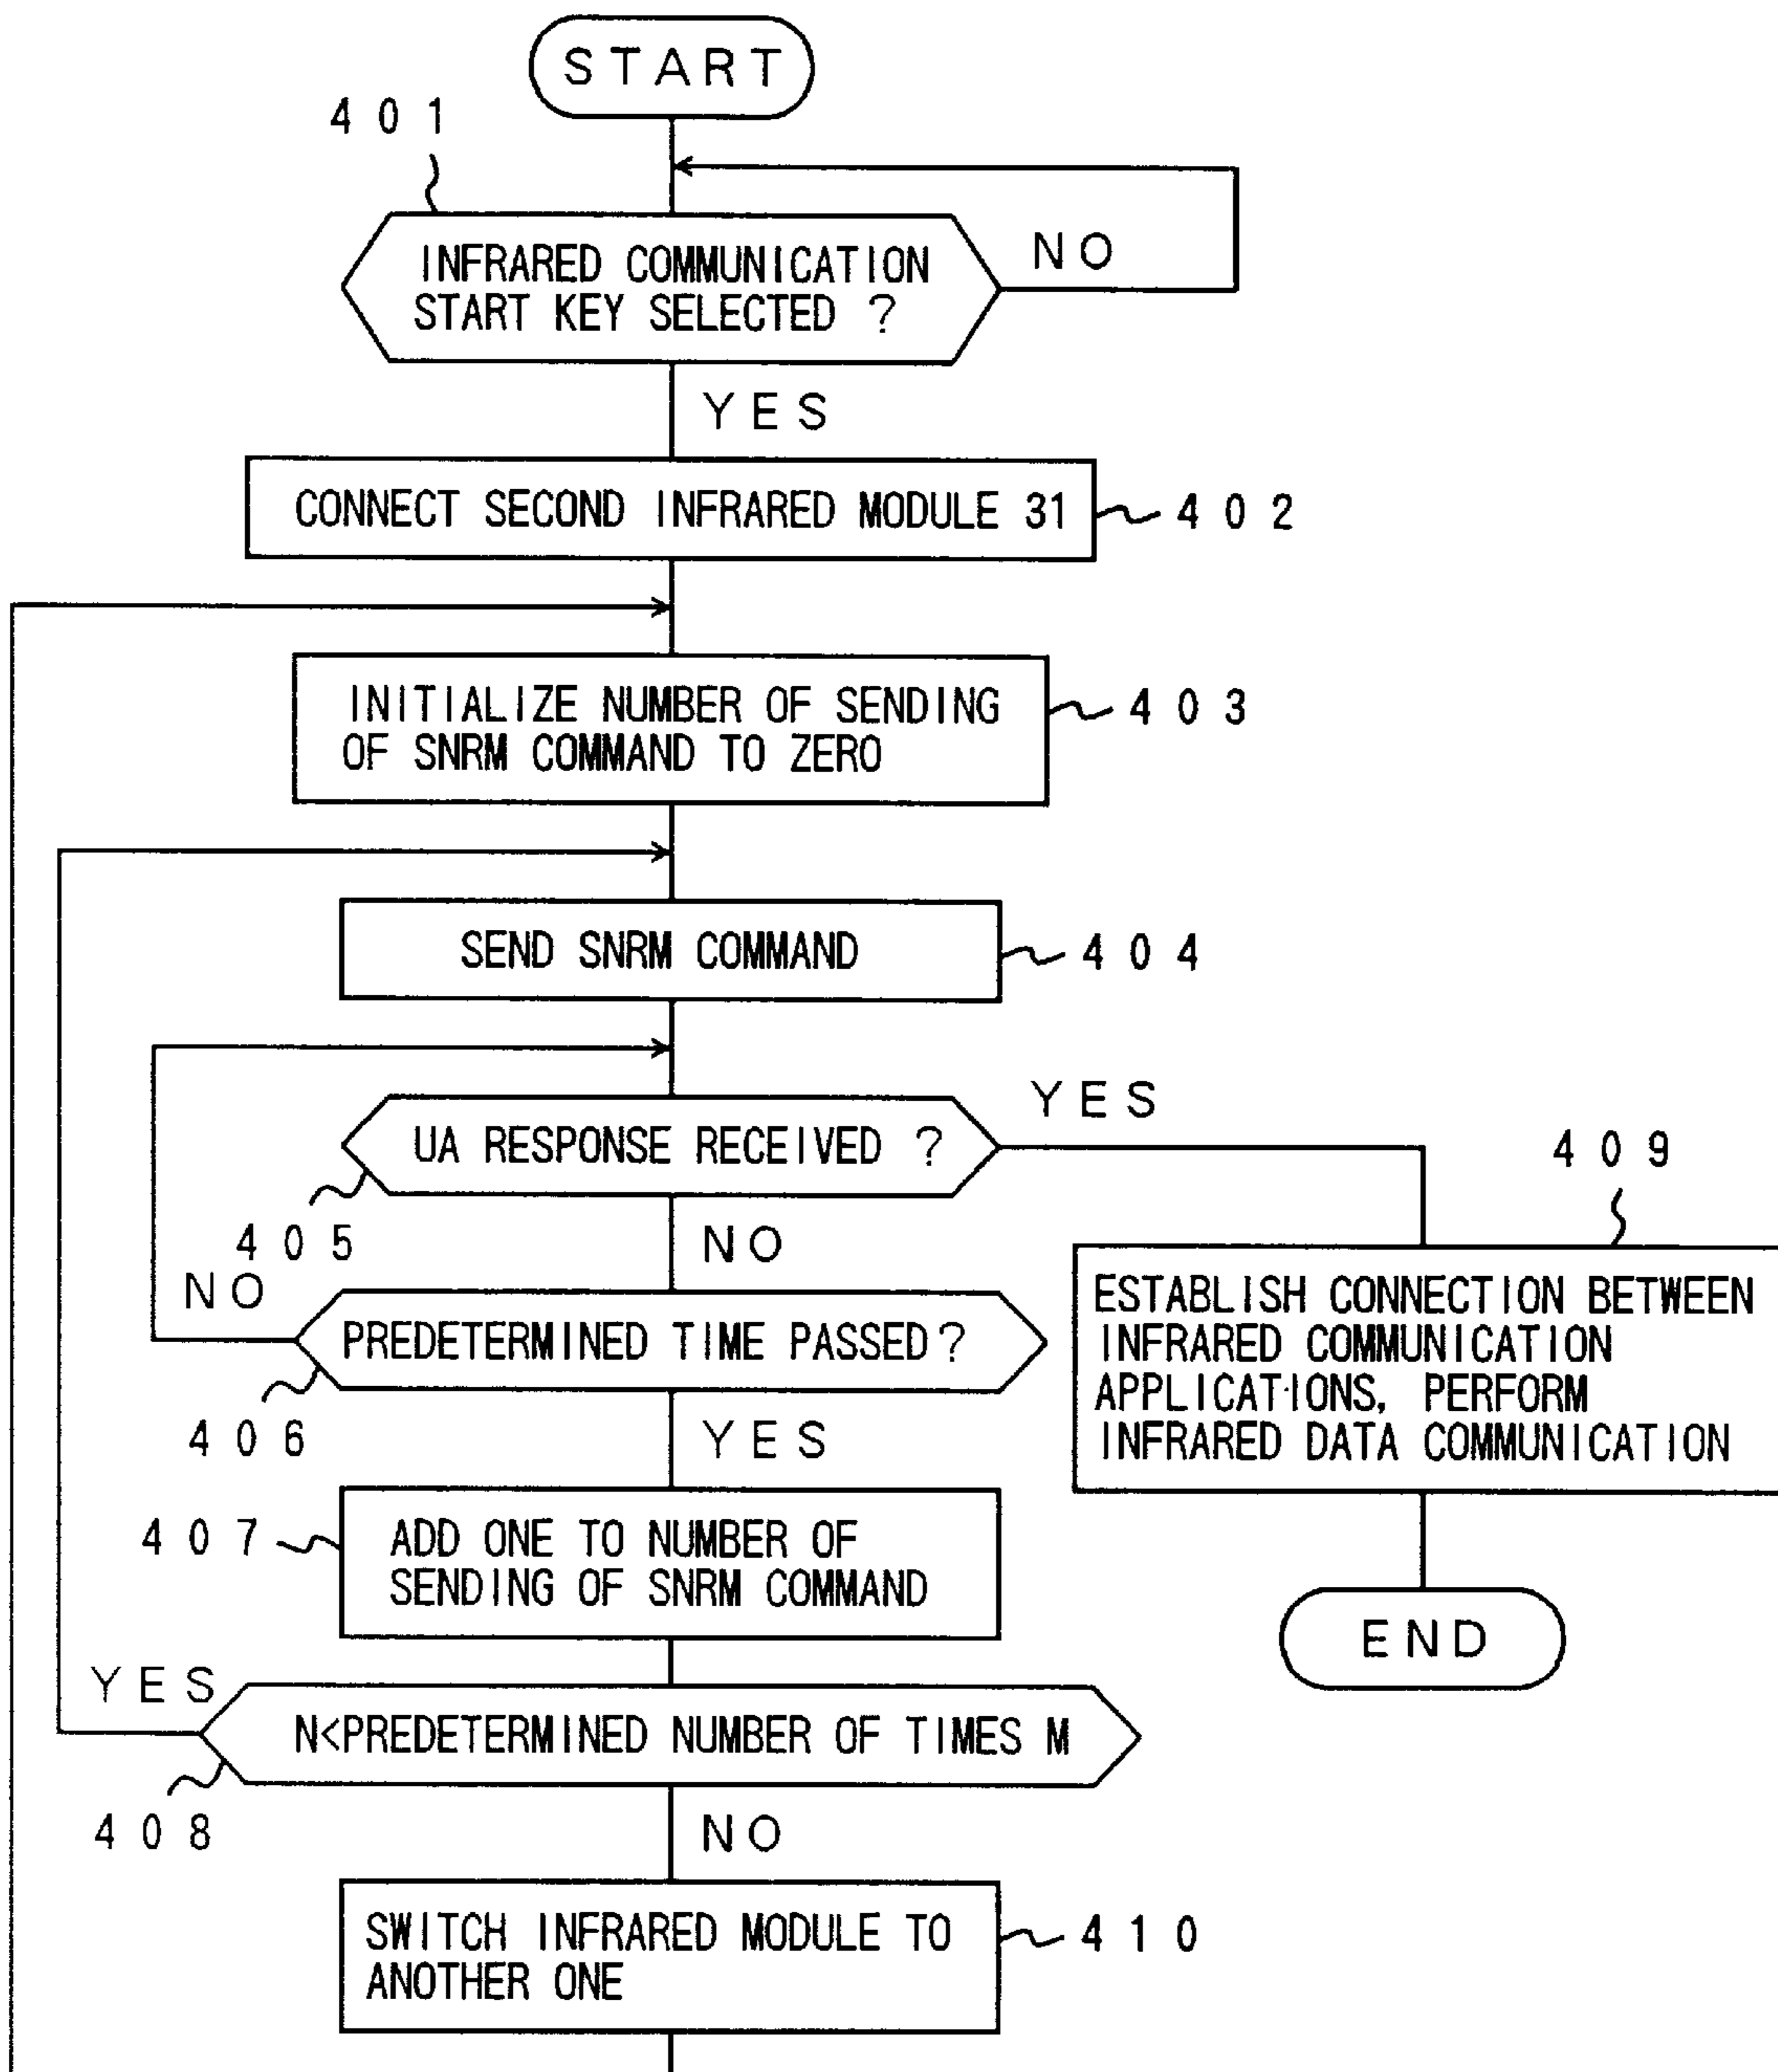 START
401
INFRARED COMMUNICATION
START KEY SELECTED ?
NO
YES
CONNECT SECOND INFRARED MODULE 31
402
INITIALIZE NUMBER OF SENDING
OF SNRM COMMAND TO ZERO
403
SEND SNRM COMMAND
404
UA RESPONSE RECEIVED ?
YES
405
NO
409
ESTABLISH CONNECTION BETWEEN
INFRARED COMMUNICATION
APPLICATIONS, PERFORM
INFRARED DATA COMMUNICATION
NO
PREDETERMINED TIME PASSED?
406
YES
407
ADD ONE TO NUMBER OF
SENDING OF SNRM COMMAND
END
YES
N<PREDETERMINED NUMBER OF TIMES M
408
NO
SWITCH INFRARED MODULE TO
ANOTHER ONE
410